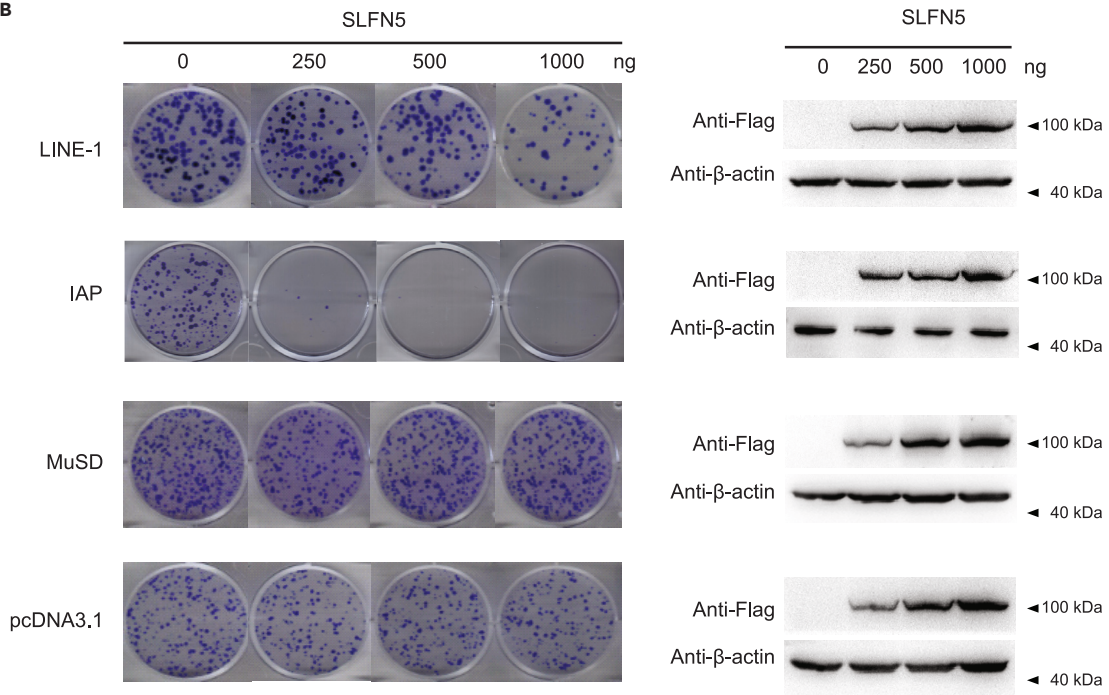 B
SLFN5
0 250 500 1000 ng
LINE-1
IAP
MuSD
pcDNA3.1
SLFN5
0 250 500 1000 ng
Anti-Flag
◄ 100 kDa
Anti-β-actin
◄ 40 kDa
Anti-Flag
◄ 100 kDa
Anti-β-actin
◄ 40 kDa
Anti-Flag
◄ 100 kDa
Anti-β-actin
◄ 40 kDa
Anti-Flag
◄ 100 kDa
Anti-β-actin
◄ 40 kDa